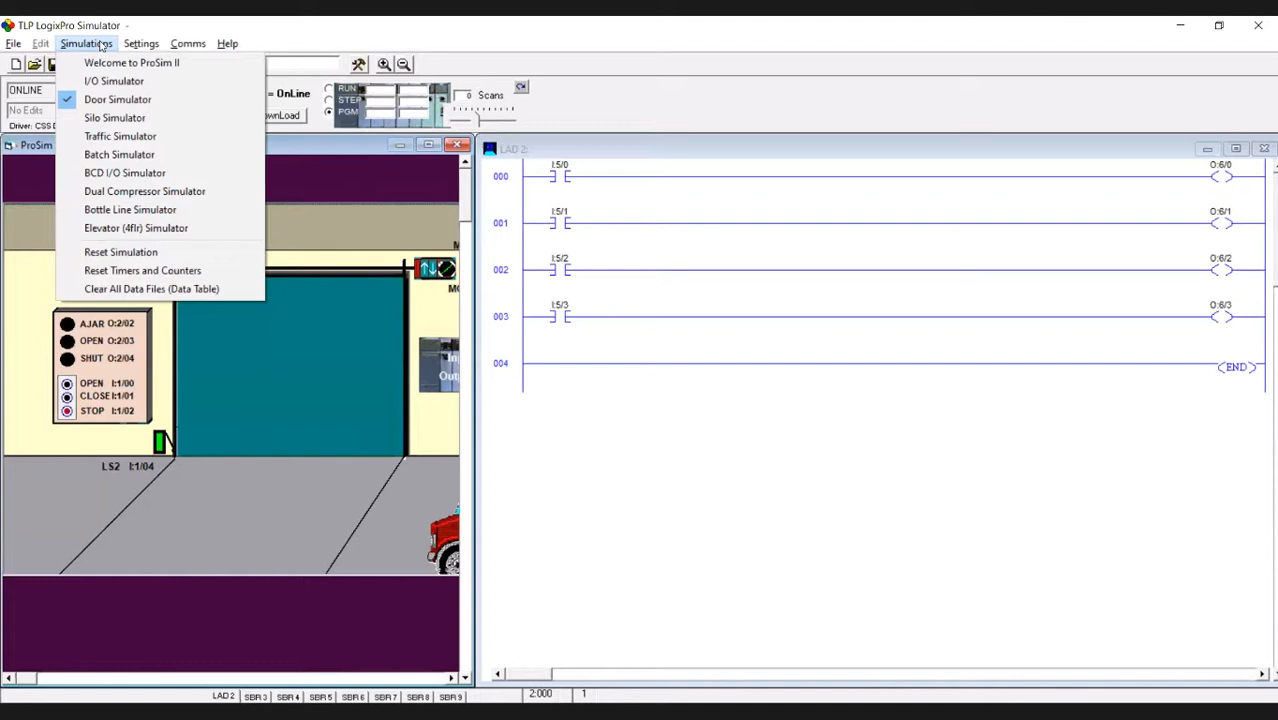 TLP LogixPro Simulator -
File Edit Simulations Settings Comms Help
Welcome to ProSim II
I/O Simulator
Door Simulator
Silo Simulator
Traffic Simulator
Batch Simulator
BCD I/O Simulator
Dual Compressor Simulator
Bottle Line Simulator
Elevator (4flr) Simulator
Reset Simulation
Reset Timers and Counters
Clear All Data Files (Data Table)
ONLINE
No Edits
Driver: CSS D
= OnLine
wnLoad
RUN
STEP
PGM
0 Scans
ProSim
AJAR O:2/02
OPEN O:2/03
SHUT O:2/04
OPEN I:1/00
CLOSE I:1/01
STOP I:1/02
LS2 I:1/04
M
MO
In
Out
LAD 2:
I:5/0 O:6/0
000
I:5/1 O:6/1
001
I:5/2 O:6/2
002
I:5/3 O:6/3
003
004 END
LAD 2 SBR 3 SBR 4 SBR 5 SBR 6 SBR 7 SBR 8 SBR 9 2:000 1